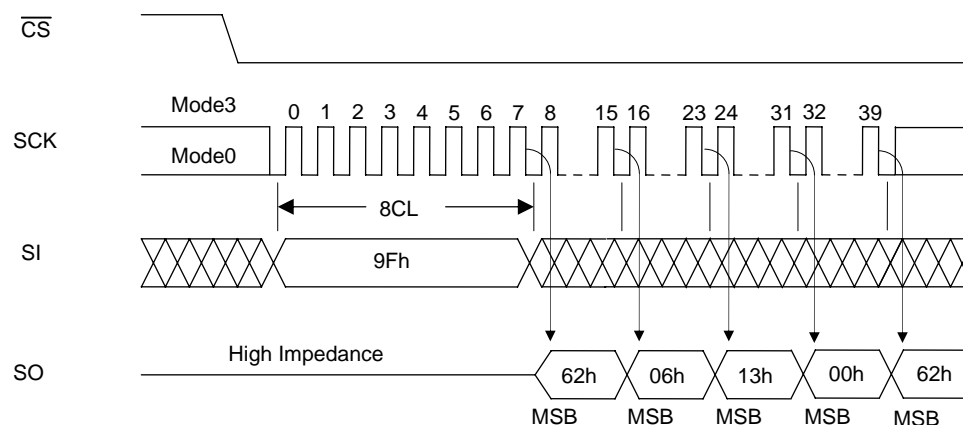 CS
Mode3
0 1 2 3 4 5 6 7 8 15 16 23 24 31 32 39
SCK
Mode0
8CL
SI
9Fh
High Impedance
SO
62h 06h 13h 00h 62h
MSB MSB MSB MSB MSB